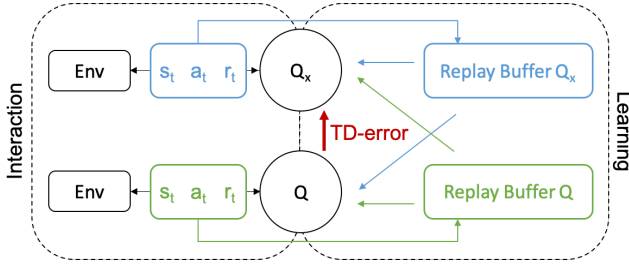 Interaction
Env
s_t a_t r_t
Q_x
Replay Buffer Q_x
TD-error
Env
s_t a_t r_t
Q
Replay Buffer Q
Learning